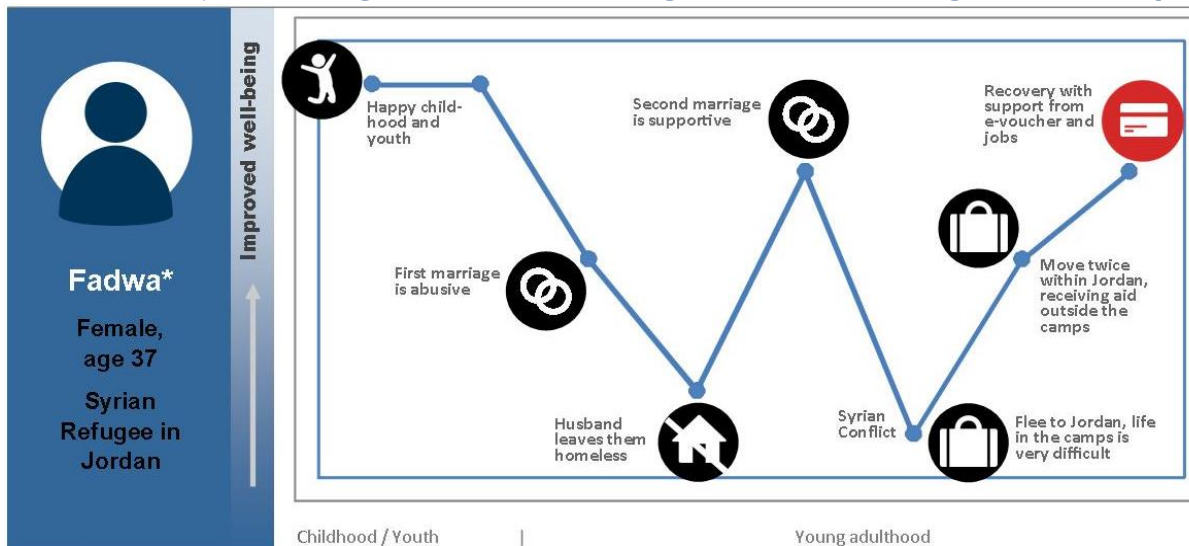 Improved well-being
Fadwa*
Female,
age 37
Syrian
Refugee in
Jordan
Happy child-
hood and
youth
First marriage
is abusive
Husband
leaves them
homeless
Second marriage
is supportive
Syrian
Conflict
Flee to Jordan, life
in the camps is
very difficult
Move twice
within Jordan,
receiving aid
outside the
camps
Recovery with
support from
e-voucher and
jobs
Childhood / Youth | Young adulthood